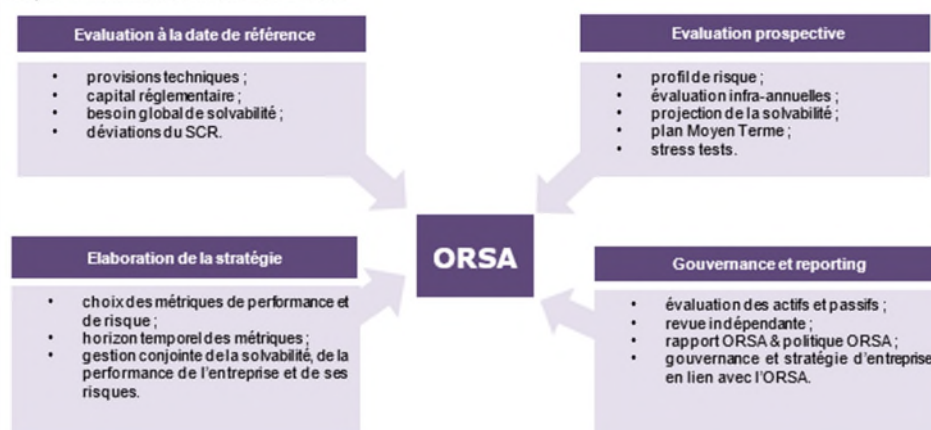 Evaluation à la date de référence
• provisions techniques ;
• capital réglementaire ;
• besoin global de solvabilité ;
• déviations du SCR.
Evaluation prospective
• profil de risque ;
• évaluation infra-annuelles ;
• projection de la solvabilité ;
• plan Moyen Terme ;
• stress tests.
ORSA
Elaboration de la stratégie
• choix des métriques de performance et
de risque ;
• horizon temporel des métriques ;
• gestion conjointe de la solvabilité, de la
performance de l'entreprise et de ses
risques.
Gouvernance et reporting
• évaluation des actifs et passifs ;
• revue indépendante ;
• rapport ORSA & politique ORSA ;
• gouvernance et stratégie d'entreprise
en lien avec l'ORSA.